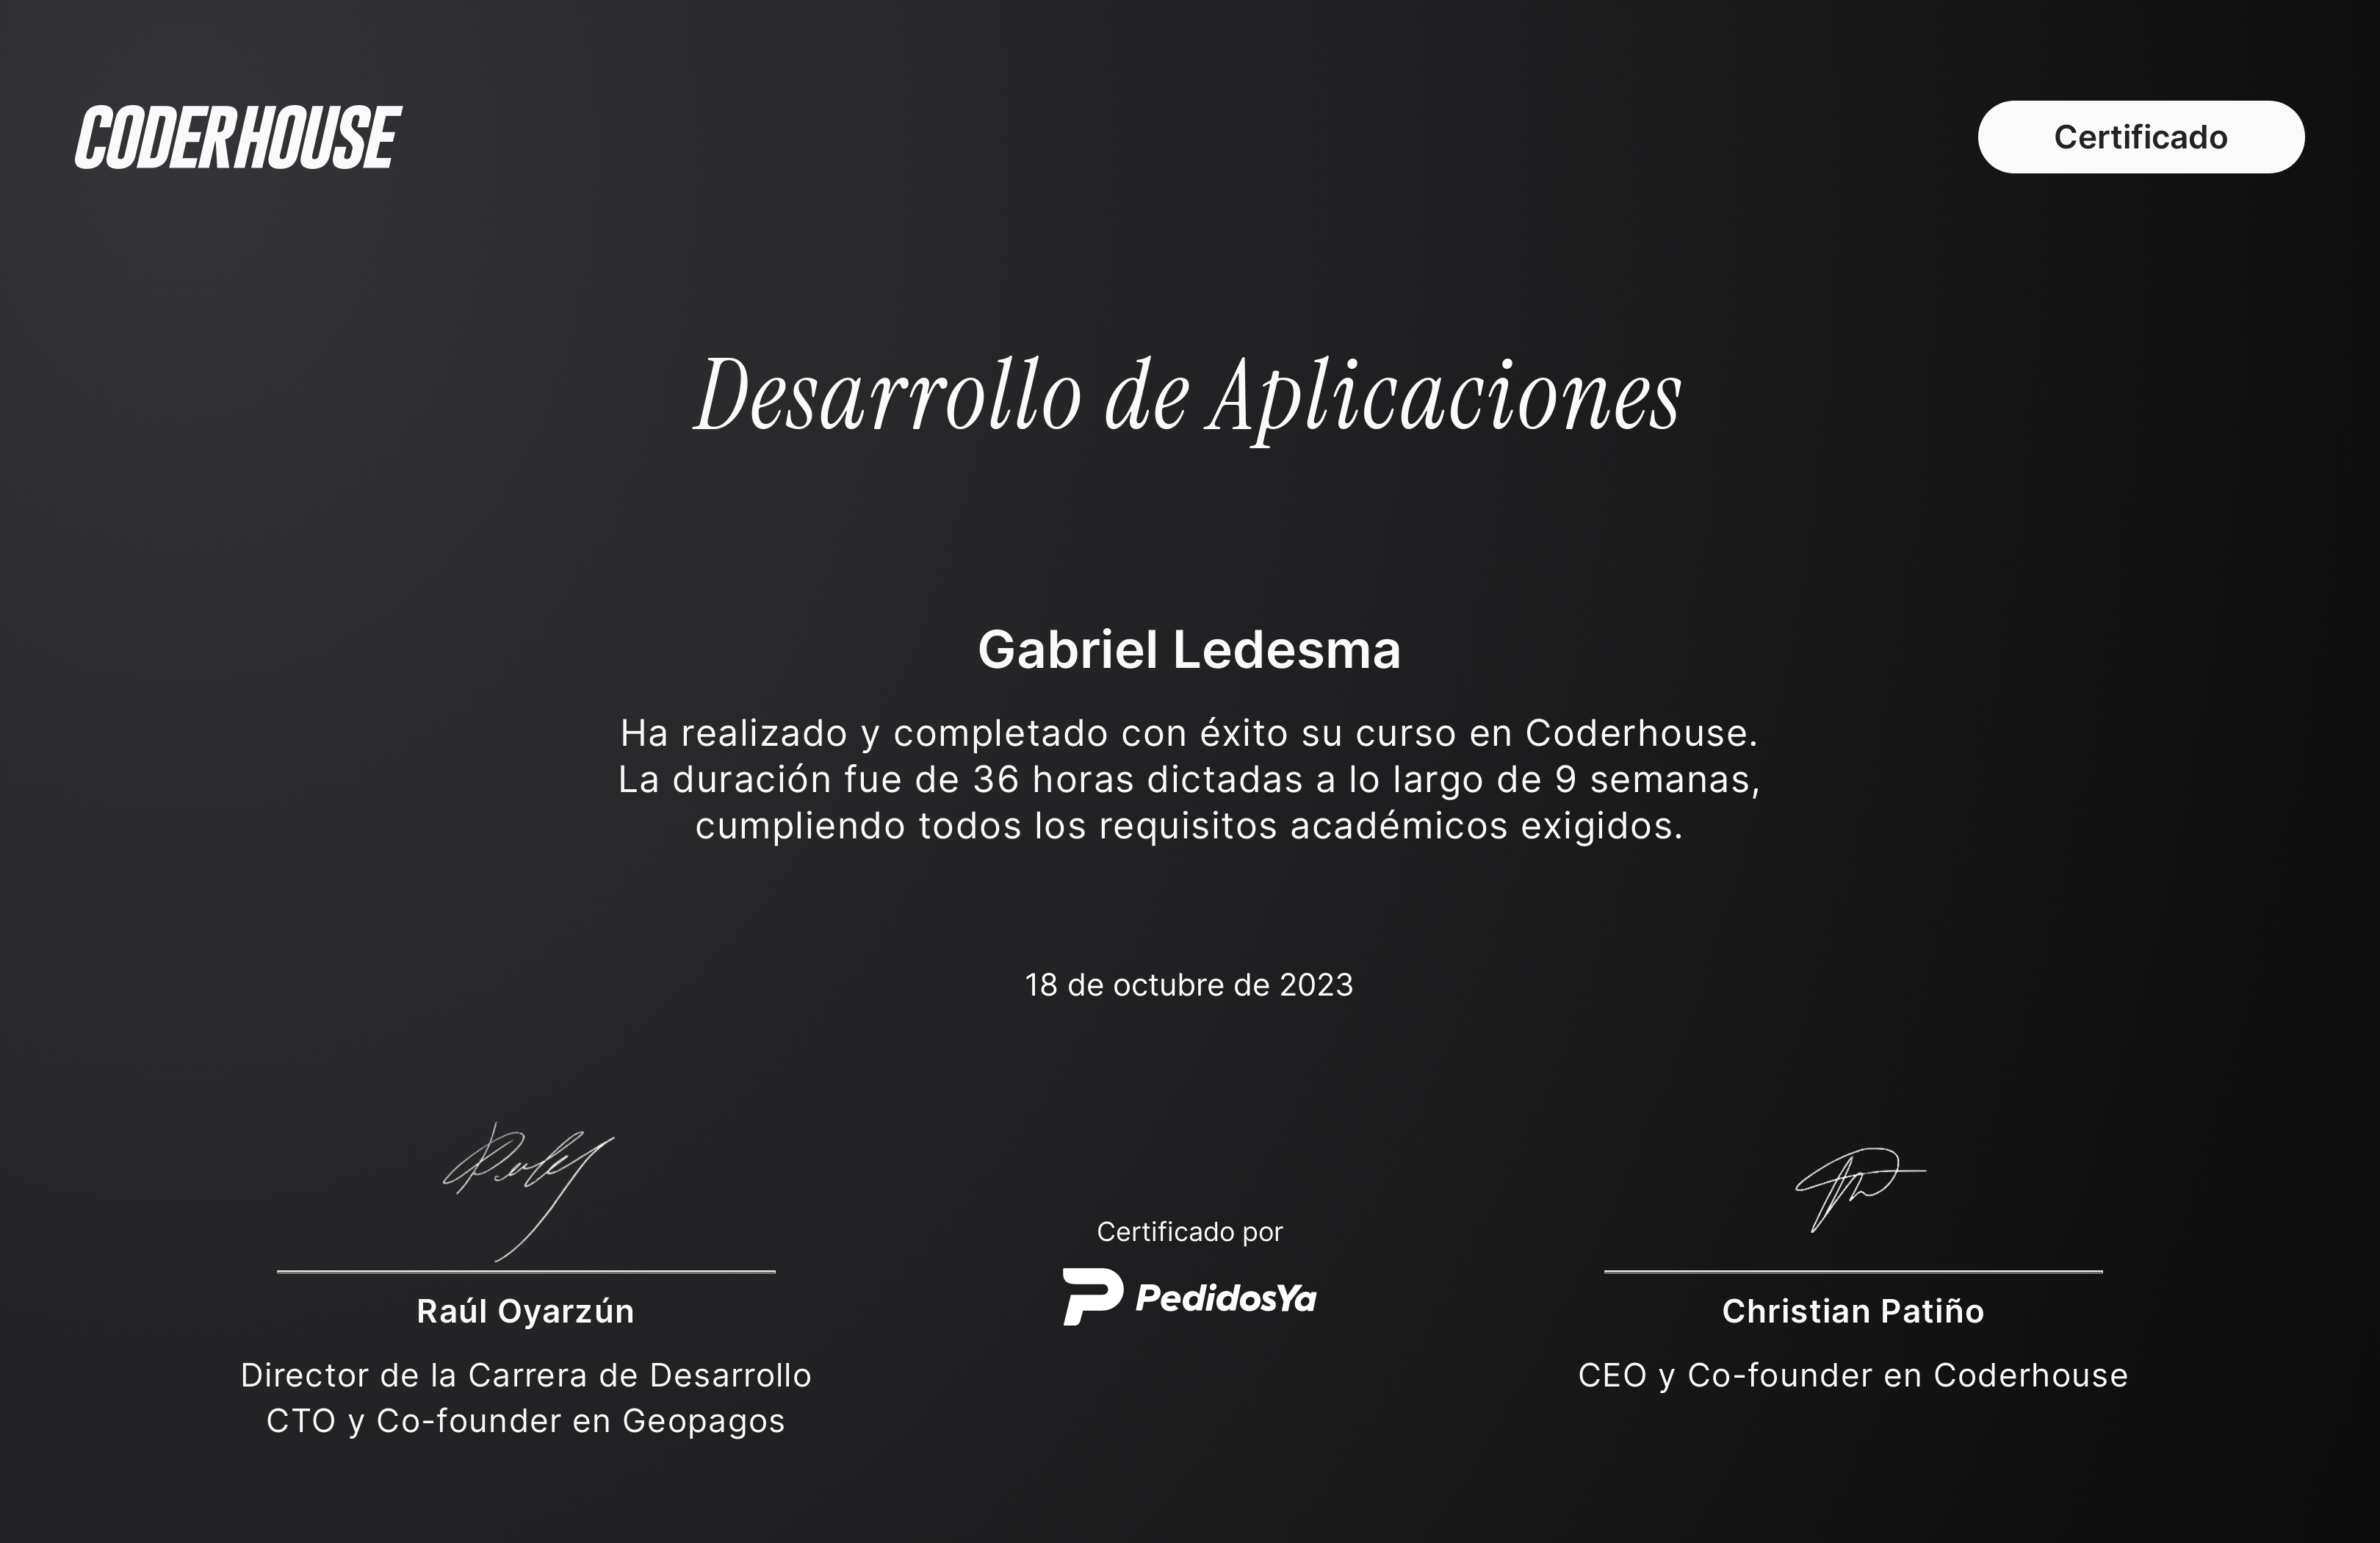 CODERHOUSE
Certificado
Desarrollo de Aplicaciones
Gabriel Ledesma
Ha realizado y completado con éxito su curso en Coderhouse.
La duración fue de 36 horas dictadas a lo largo de 9 semanas,
cumpliendo todos los requisitos académicos exigidos.
18 de octubre de 2023
Certificado por
PedidosYa
Raúl Oyarzún
Director de la Carrera de Desarrollo
CTO y Co-founder en Geopagos
Christian Patiño
CEO y Co-founder en Coderhouse